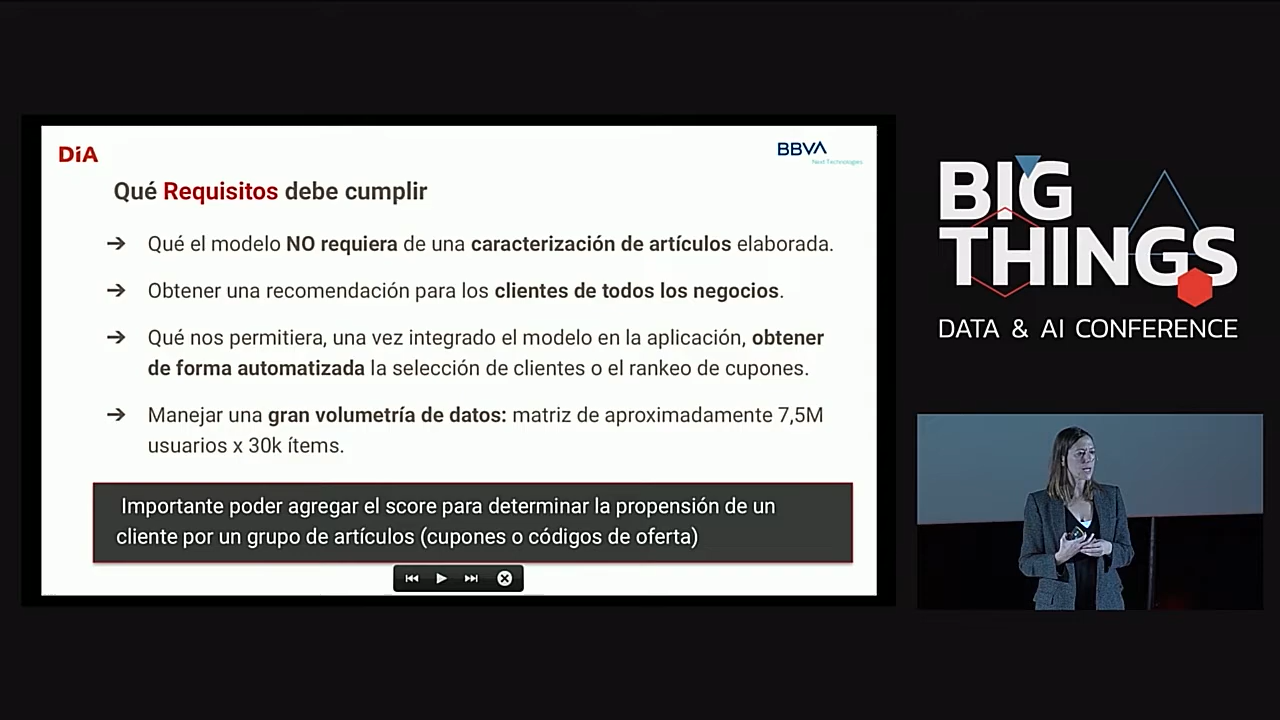 DiA
BBVA
Next Technologies
Qué Requisitos debe cumplir
➔ Qué el modelo NO requiera de una caracterización de artículos elaborada.
➔ Obtener una recomendación para los clientes de todos los negocios.
➔ Qué nos permitiera, una vez integrado el modelo en la aplicación, obtener
de forma automatizada la selección de clientes o el rankeo de cupones.
➔ Manejar una gran volumetría de datos: matriz de aproximadamente 7,5M
usuarios x 30k ítems.
Importante poder agregar el score para determinar la propensión de un
cliente por un grupo de artículos (cupones o códigos de oferta)
BIG
THINGS
DATA & AI CONFERENCE